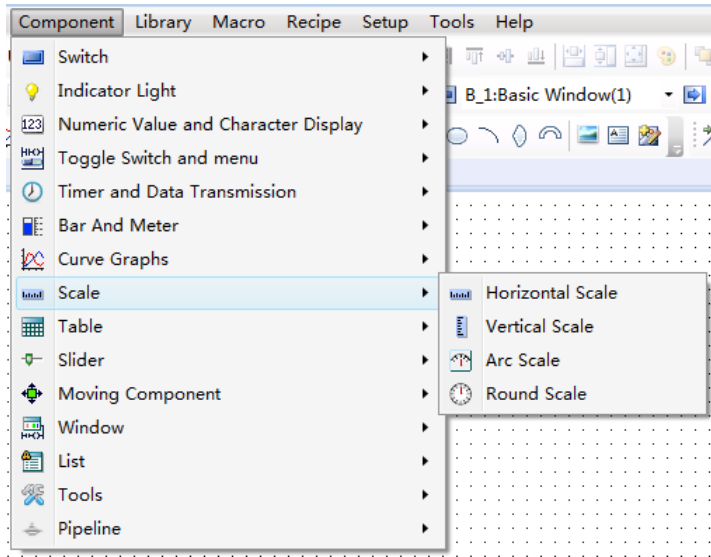 Component Library Macro Recipe Setup Tools Help
Switch
Indicator Light
B_1:Basic Window(1)
123 Numeric Value and Character Display
Toggle Switch and menu
Timer and Data Transmission
Bar And Meter
Curve Graphs
Scale
Horizontal Scale
Table
Vertical Scale
Slider
Arc Scale
Moving Component
Round Scale
Window
List
Tools
Pipeline